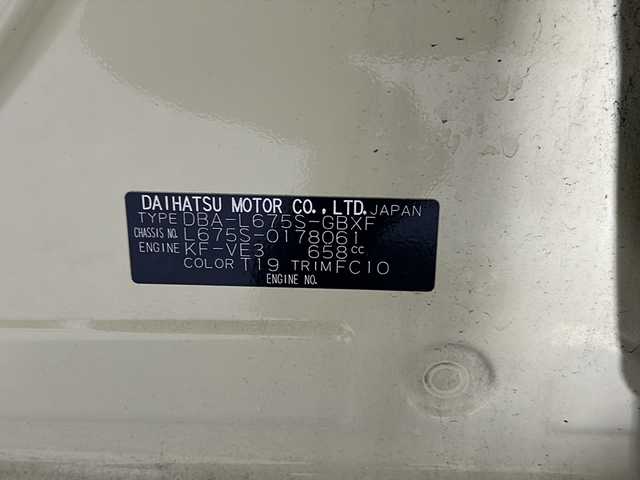 DAIHATSU MOTOR CO.,LTD. JAPAN
TYPE DBA-L675S-GBXF
CHASSIS NO. L675S-0178061
ENGINE KF-VE3 658cc
COLOR T19 TRIM FC10
ENGINE NO.